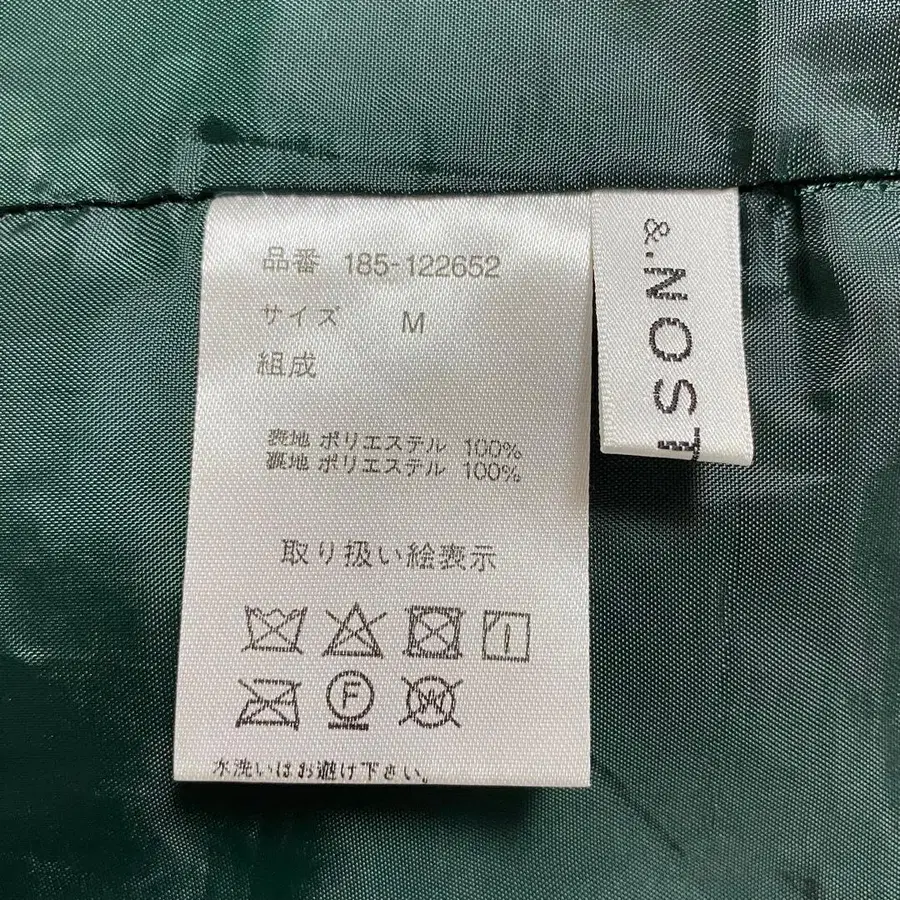 品番 185-122652
サイズ M
組成
表地 ポリエステル 100%
裏地 ポリエステル 100%
取り扱い絵表示
F
W
水洗いはお避け下さい。
&.NOST